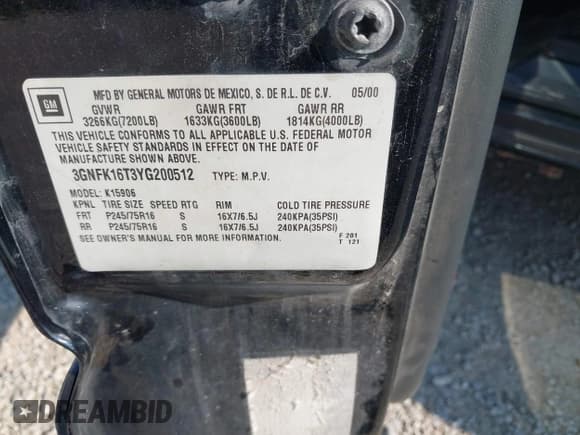 GM
MFD BY GENERAL MOTORS DE MEXICO, S. DE R.L. DE C.V. 05/00
GVWR GAWR FRT GAWR RR
3266KG(7200LB) 1633KG(3600LB) 1814KG(4000LB)
THIS VEHICLE CONFORMS TO ALL APPLICABLE U.S. FEDERAL MOTOR
VEHICLE SAFETY STANDARDS IN EFFECT ON THE DATE OF
MANUFACTURE SHOWN ABOVE.
3GNFK16T3YG200512 TYPE: M.P.V.
MODEL: K15906
KPNL TIRE SIZE SPEED RTG RIM COLD TIRE PRESSURE
FRT P245/75R16 S 16X7/6.5J 240KPA(35PSI)
RR P245/75R16 S 16X7/6.5J 240KPA(35PSI)
SEE OWNER'S MANUAL FOR MORE INFORMATION.
F 201
T 121
DREAMBID